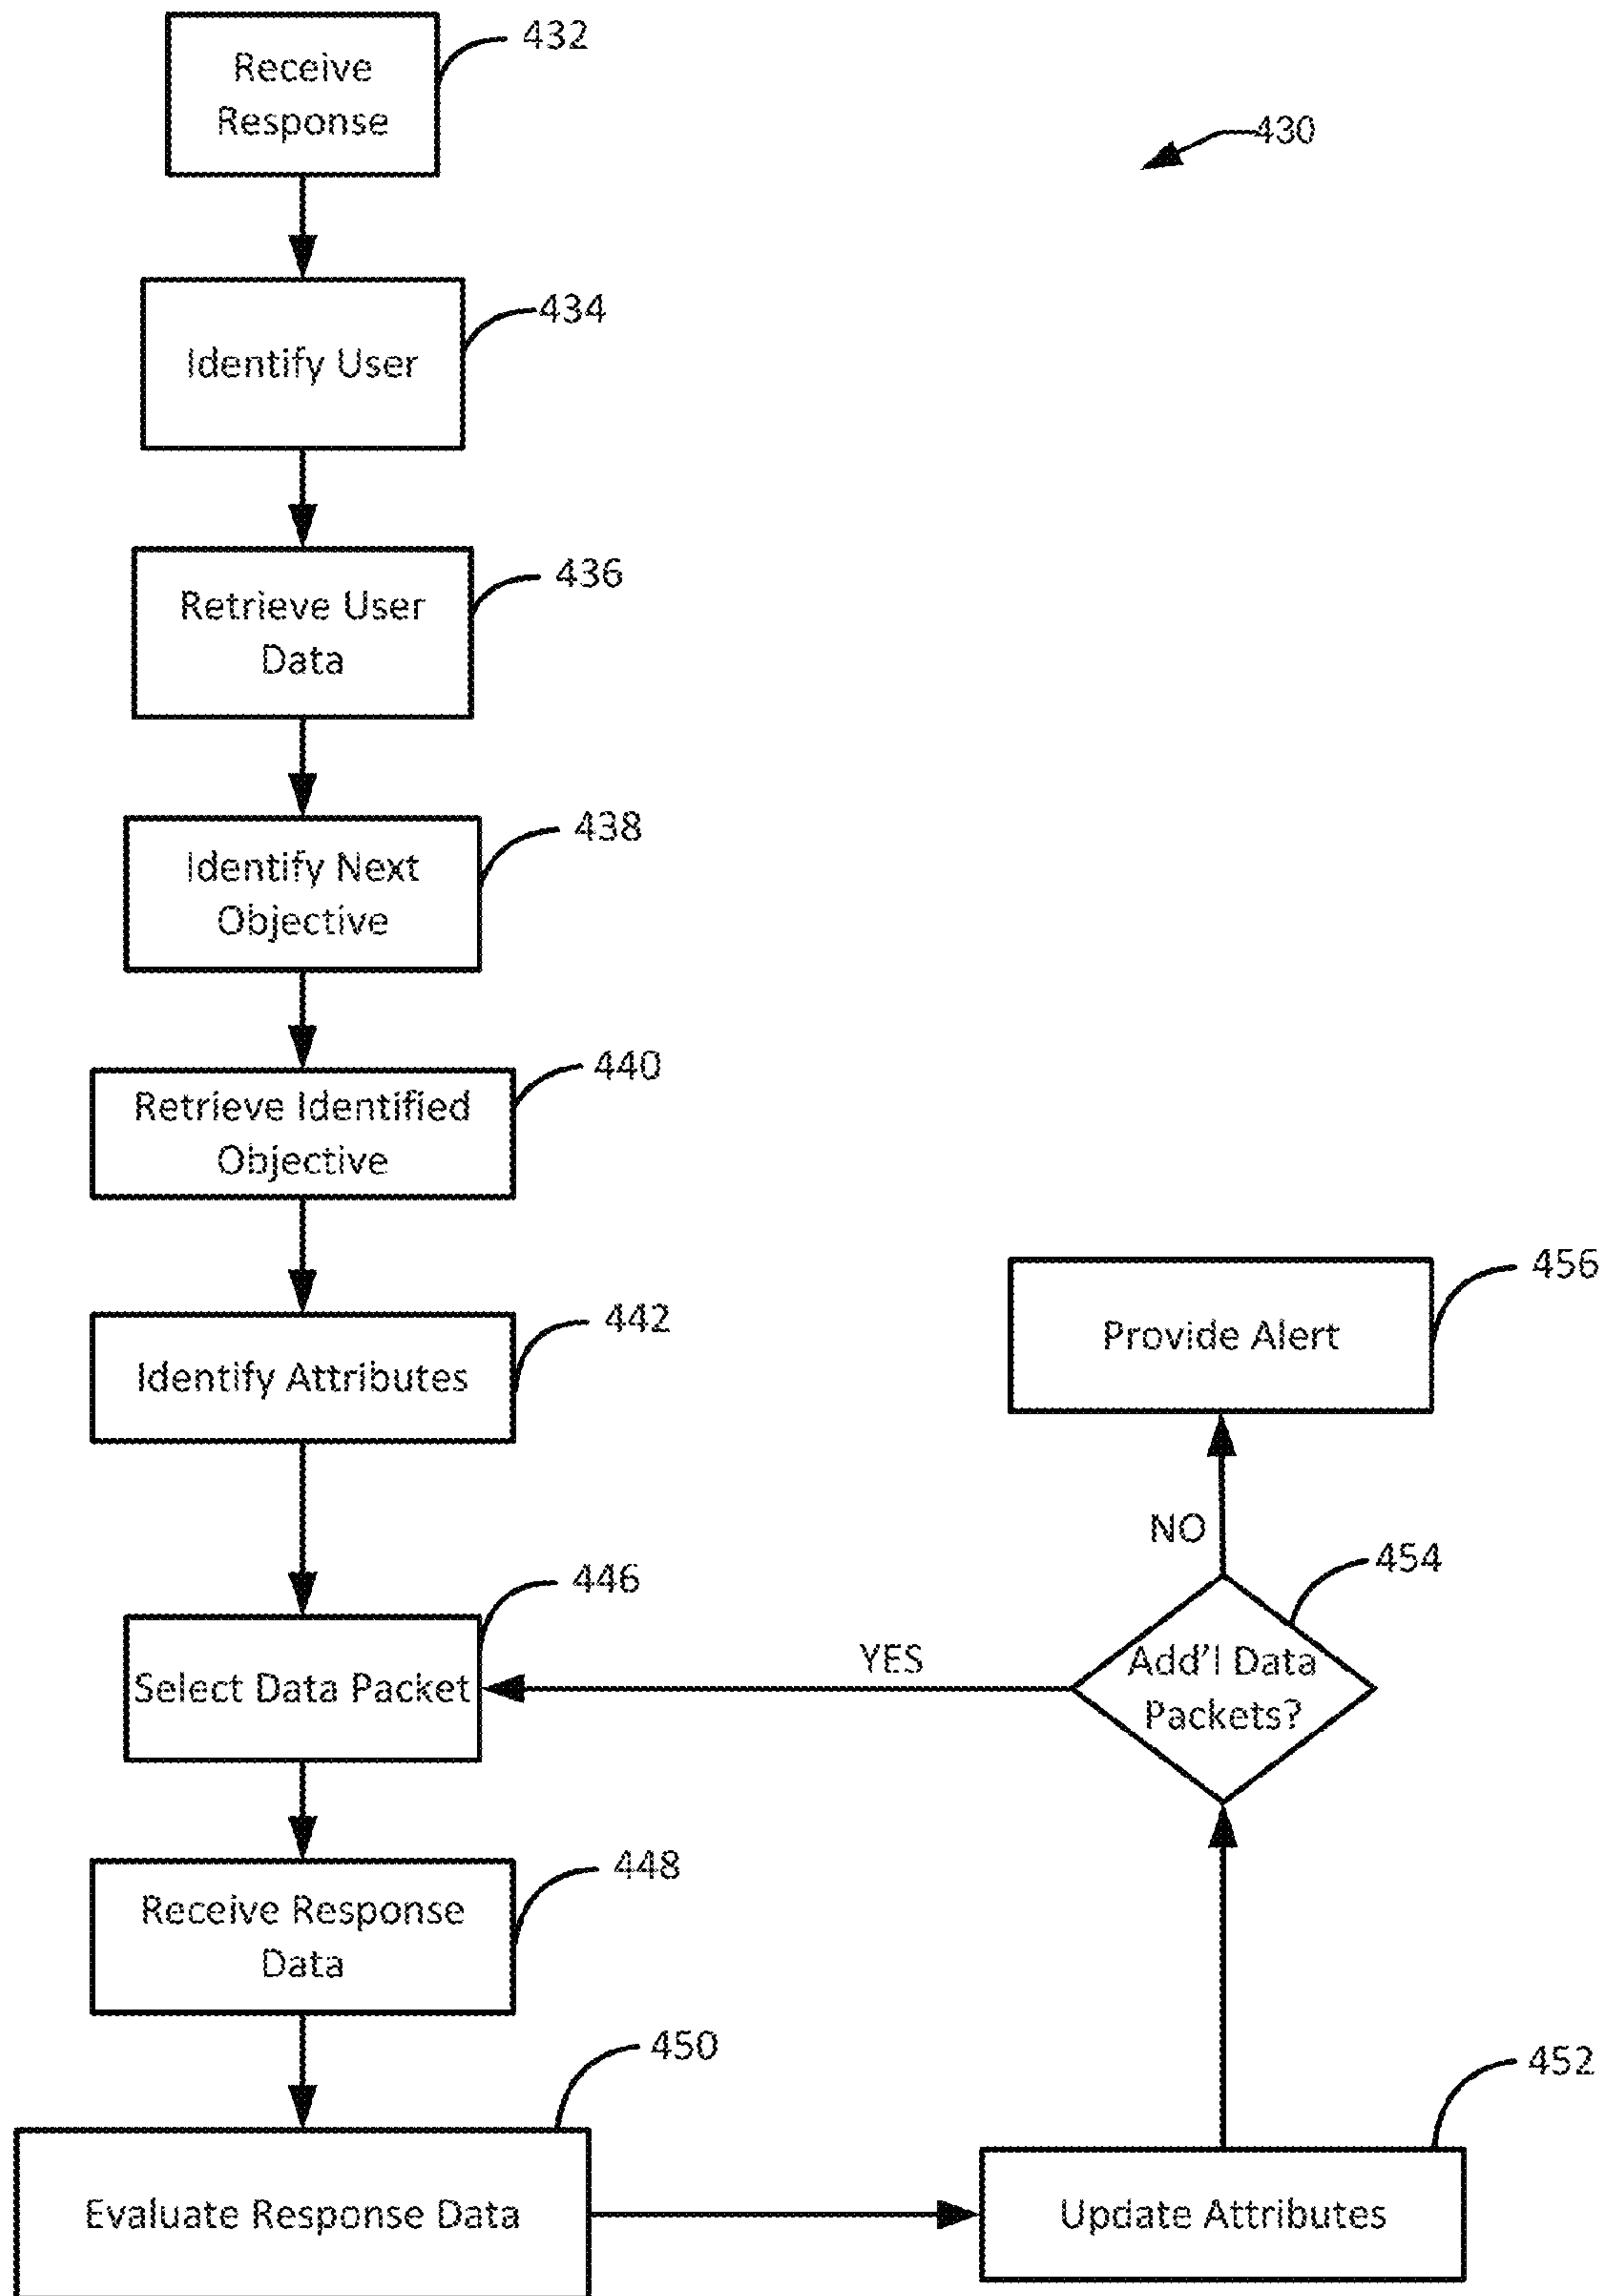 Receive
Response
432
430
Identify User
434
Retrieve User
Data
436
Identify Next
Objective
438
Retrieve Identified
Objective
440
Identify Attributes
442
Provide Alert
456
NO
454
Select Data Packet
446
YES
Add'l Data
Packets?
Receive Response
Data
448
Evaluate Response Data
450
Update Attributes
452